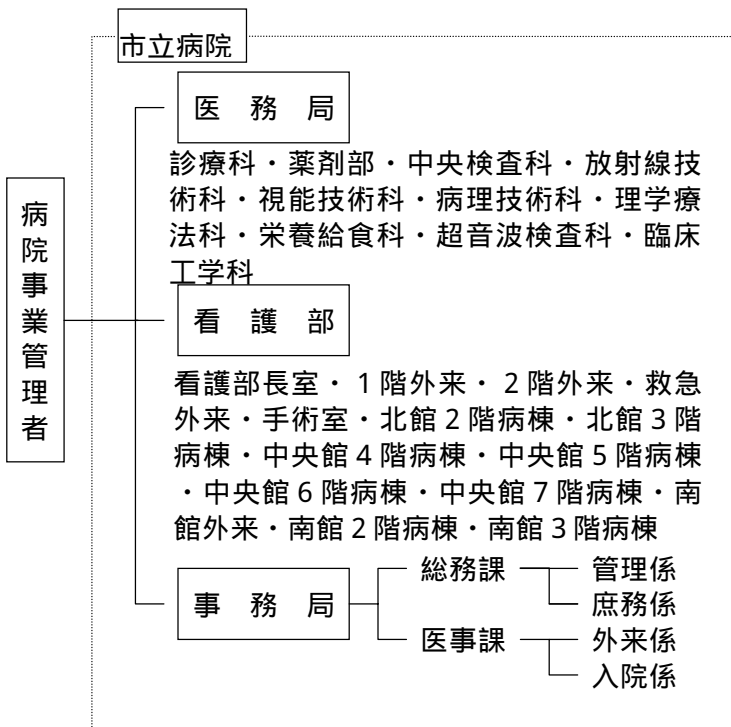 市立病院
病院事業管理者
医務局
診療科・薬剤部・中央検査科・放射線技
術科・視能技術科・病理技術科・理学療
法科・栄養給食科・超音波検査科・臨床
工学科
看護部
看護部長室・1階外来・2階外来・救急
外来・手術室・北館2階病棟・北館3階
病棟・中央館4階病棟・中央館5階病棟
・中央館6階病棟・中央館7階病棟・南
館外来・南館2階病棟・南館3階病棟
事務局
総務課
管理係
庶務係
医事課
外来係
入院係